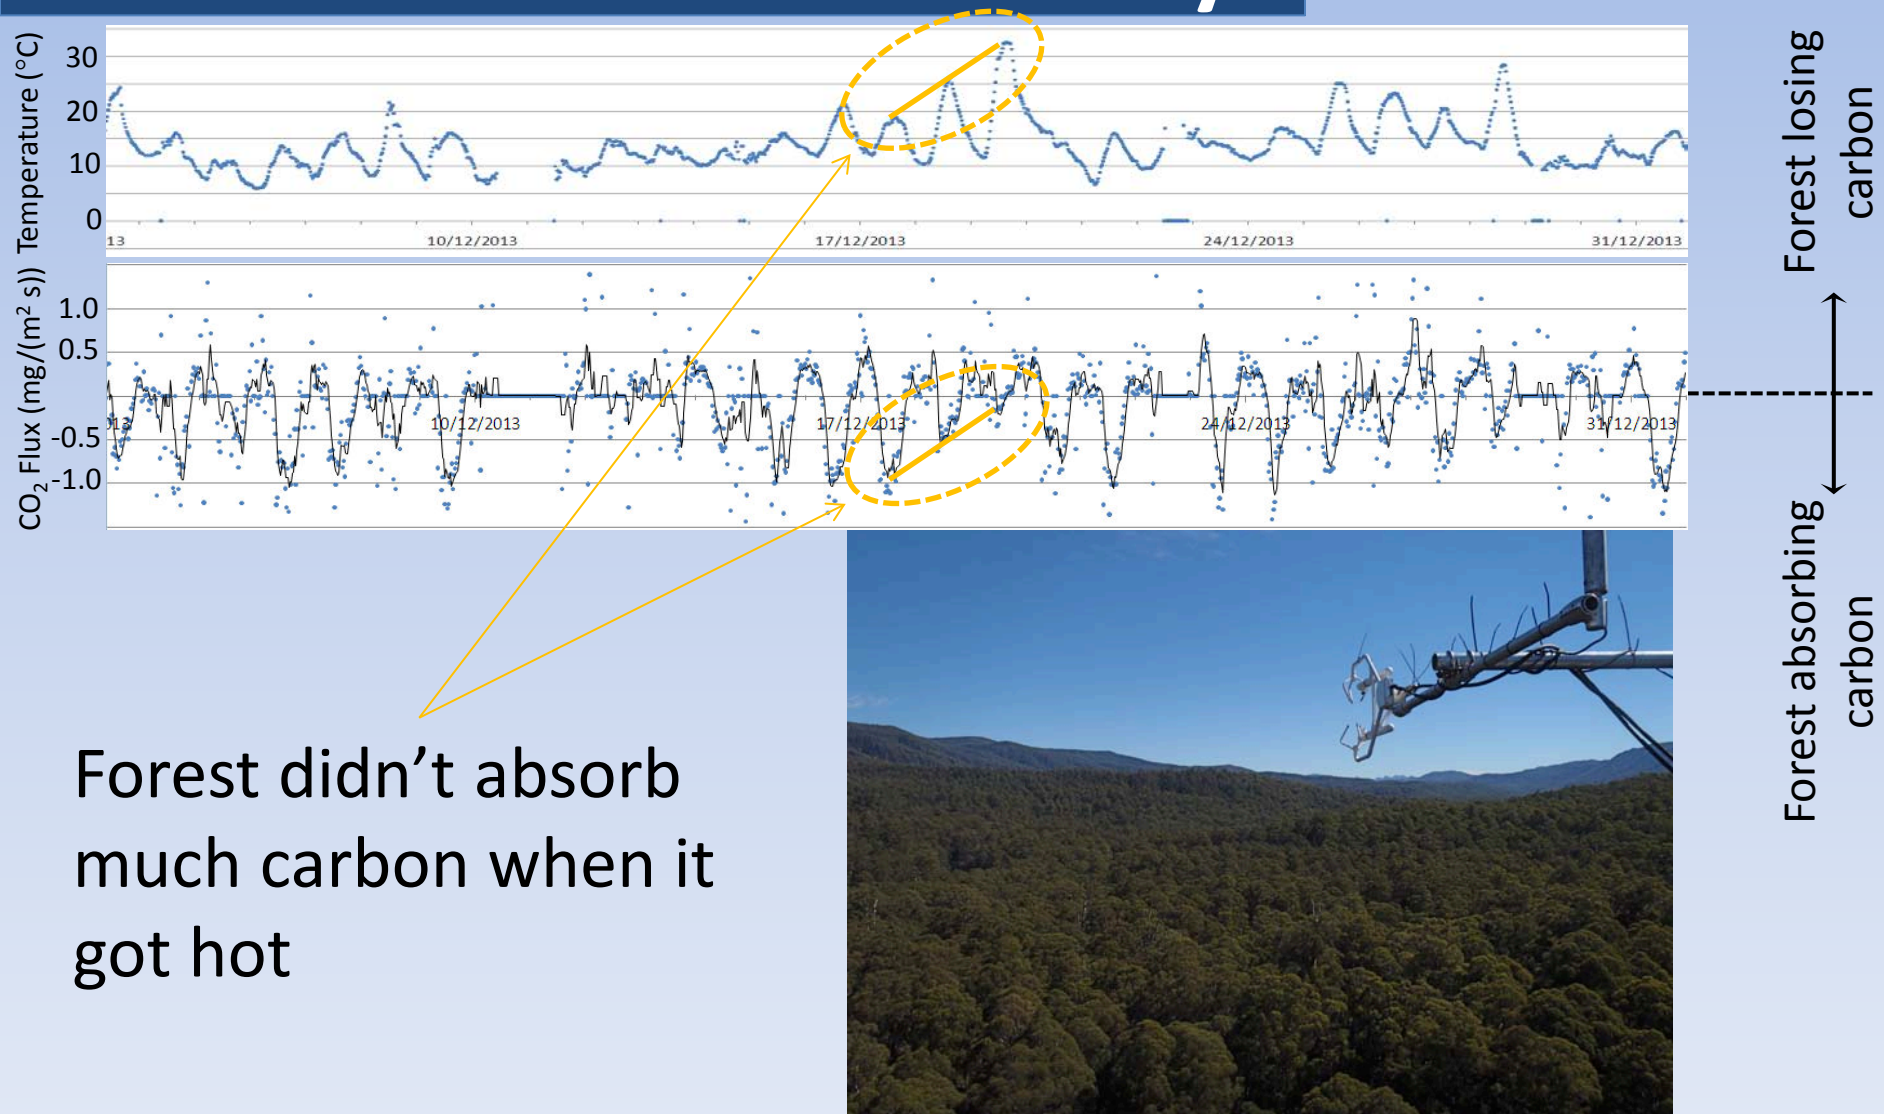 Temperature (°C)
30
20
10
0
13
10/12/2013
17/12/2013
24/12/2013
31/12/2013
CO2 Flux (mg/(m2 s))
1.0
0.5
-0.5
-1.0
13
10/12/2013
17/12/2013
24/12/2013
31/12/2013
Forest losing
carbon
Forest absorbing
carbon
Forest didn’t absorb
much carbon when it
got hot